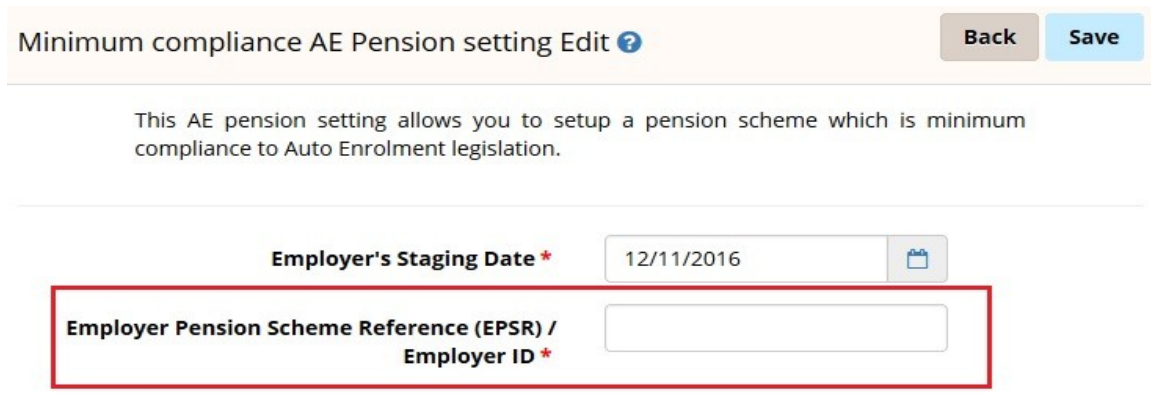 Minimum compliance AE Pension setting Edit ?
Back
Save
This AE pension setting allows you to setup a pension scheme which is minimum
compliance to Auto Enrolment legislation.
Employer's Staging Date *
12/11/2016
Employer Pension Scheme Reference (EPSR) /
Employer ID *